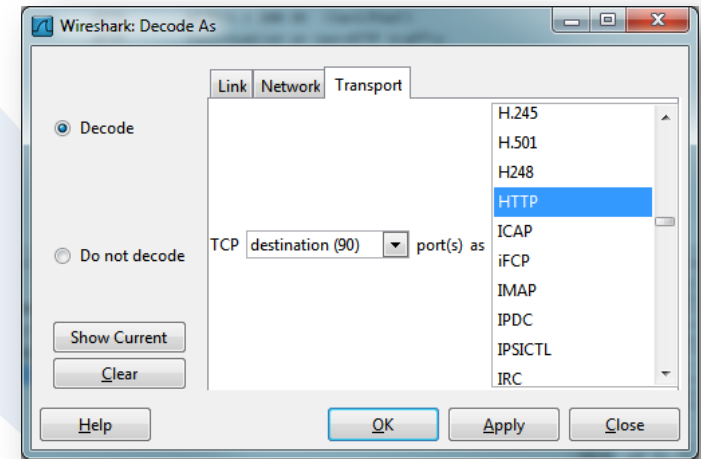 Wireshark: Decode As
Link Network Transport
Decode
Do not decode
Show Current
Clear
TCP destination (90) port(s) as
H.245
H.501
H248
HTTP
ICAP
iFCP
IMAP
IPDC
IPSICTL
IRC
Help OK Apply Close